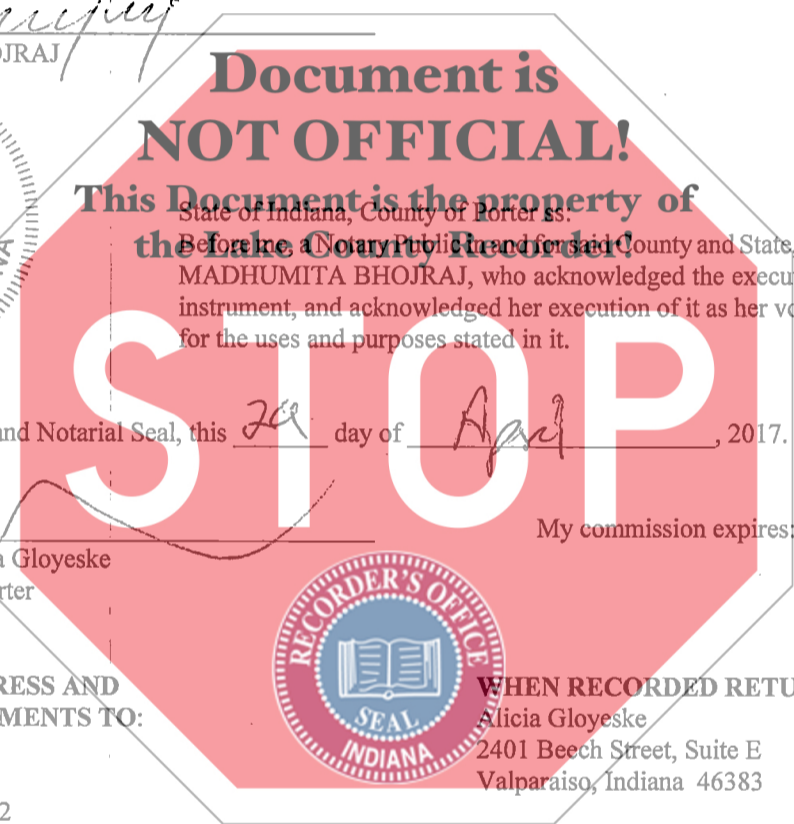 OJRAJ
Document is
NOT OFFICIAL!
This Document is the property of
the Lake County Recorder!
State of Indiana, County of Porter ss:
Before me, a Notary Public in and for said County and State,
MADHUMITA BHOJRAJ, who acknowledged the execu
instrument, and acknowledged her execution of it as her vo
for the uses and purposes stated in it.
STOP
and Notarial Seal, this day of April, 2017.
My commission expires:
a Gloyeske
rter
RECORDER'S OFFICE
SEAL
INDIANA
RESS AND
MENTS TO:
WHEN RECORDED RETU
Alicia Gloyeske
2401 Beech Street, Suite E
Valparaiso, Indiana 46383
2